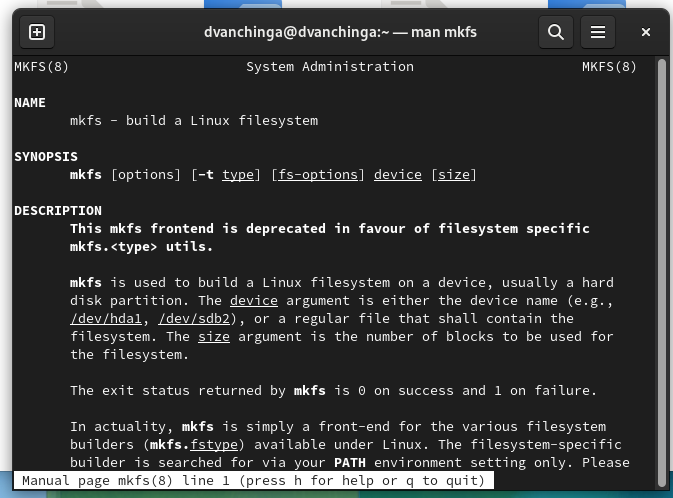 dvanchinga@dvanchinga:~ — man mkfs
MKFS(8) System Administration MKFS(8)
NAME
mkfs - build a Linux filesystem
SYNOPSIS
mkfs [options] [-t type] [fs-options] device [size]
DESCRIPTION
This mkfs frontend is deprecated in favour of filesystem specific
mkfs.<type> utils.
mkfs is used to build a Linux filesystem on a device, usually a hard
disk partition. The device argument is either the device name (e.g.,
/dev/hda1, /dev/sdb2), or a regular file that shall contain the
filesystem. The size argument is the number of blocks to be used for
the filesystem.
The exit status returned by mkfs is 0 on success and 1 on failure.
In actuality, mkfs is simply a front-end for the various filesystem
builders (mkfs.fstype) available under Linux. The filesystem-specific
builder is searched for via your PATH environment setting only. Please
Manual page mkfs(8) line 1 (press h for help or q to quit)